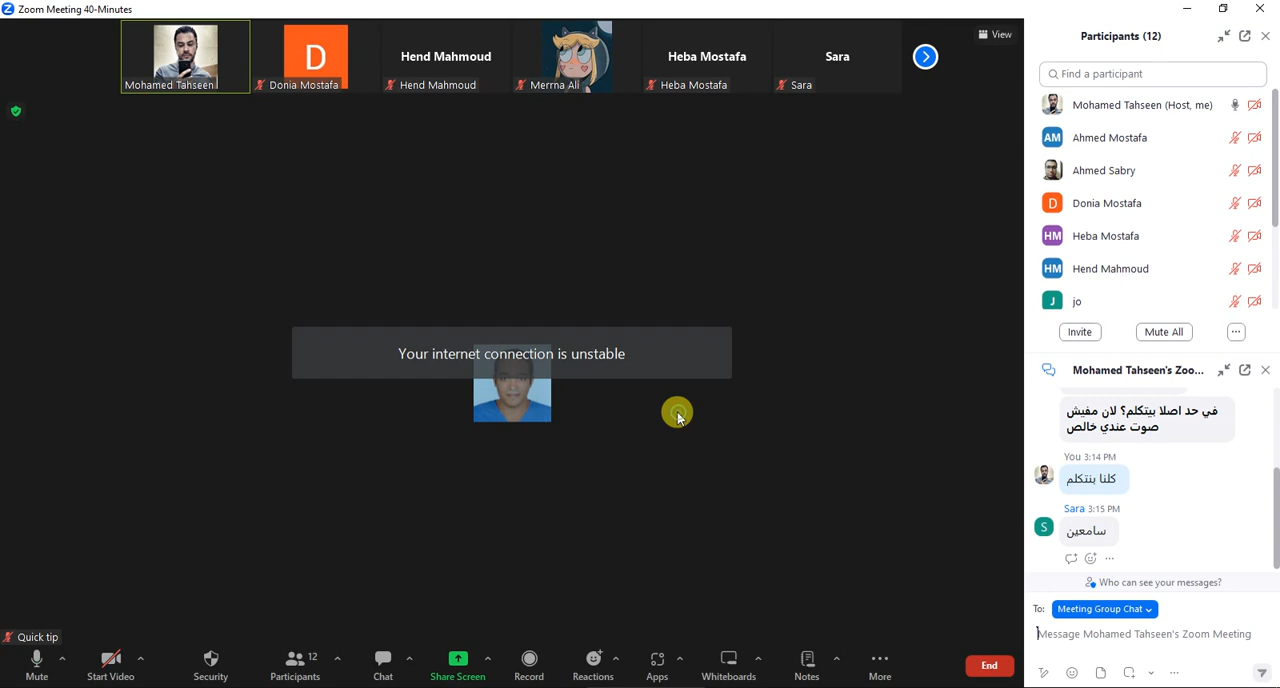 Zoom Meeting 40-Minutes
View
Mohamed Tahseen
D
Donia Mostafa
Hend Mahmoud
Hend Mahmoud
Merrna Ali
Heba Mostafa
Heba Mostafa
Sara
Sara
Your internet connection is unstable
Quick tip
Mute
Start Video
Security
12
Participants
Chat
Share Screen
Record
Reactions
Apps
Whiteboards
Notes
More
End
Participants (12)
Find a participant
Mohamed Tahseen (Host, me)
AM Ahmed Mostafa
Ahmed Sabry
D Donia Mostafa
HM Heba Mostafa
HM Hend Mahmoud
J jo
Invite
Mute All
Mohamed Tahseen's Zoo...
في حد اصلا بيتكلم؟ لان مفيش
صوت عندي خالص
You 3:14 PM
كلنا بنتكلم
Sara 3:15 PM
S سامعين
Who can see your messages?
To: Meeting Group Chat
Message Mohamed Tahseen's Zoom Meeting